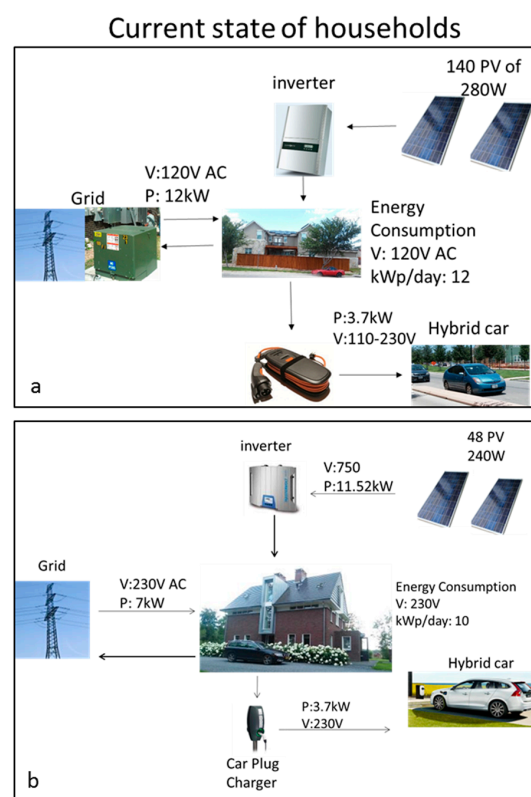 Current state of households
140 PV of
280W
inverter
V:120V AC
P: 12kW
Grid
Energy
Consumption
V: 120V AC
kWp/day: 12
P:3.7kW
V:110-230V
Hybrid car
a
48 PV
240W
inverter
V:750
P:11.52kW
Grid
V:230V AC
P: 7kW
Energy Consumption
V: 230V
kWp/day: 10
Hybrid car
P:3.7kW
V:230V
Car Plug
Charger
b